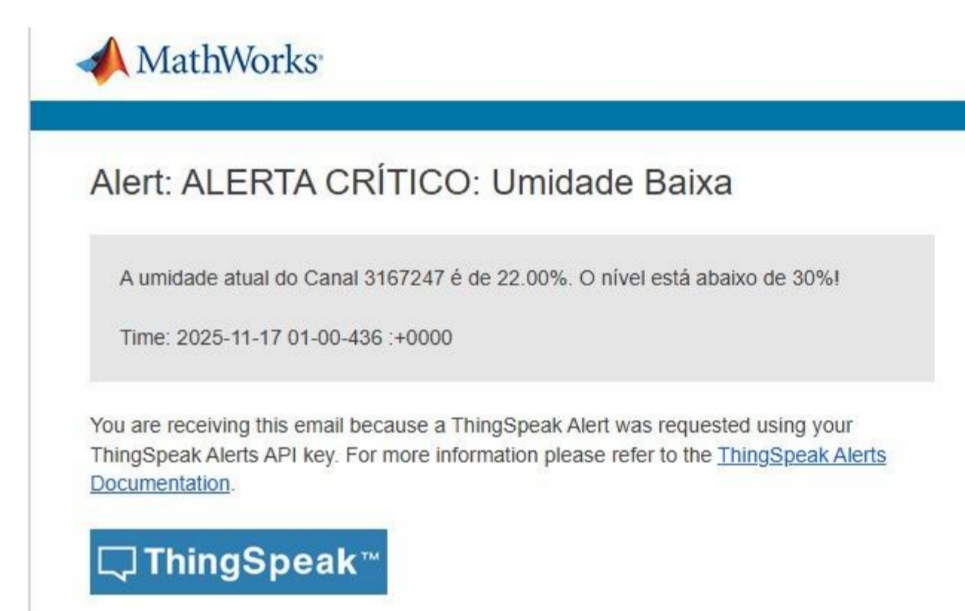 MathWorks®
Alert: ALERTA CRÍTICO: Umidade Baixa
A umidade atual do Canal 3167247 é de 22.00%. O nível está abaixo de 30%!
Time: 2025-11-17 01-00-436 :+0000
You are receiving this email because a ThingSpeak Alert was requested using your
ThingSpeak Alerts API key. For more information please refer to the ThingSpeak Alerts
Documentation.
ThingSpeak™